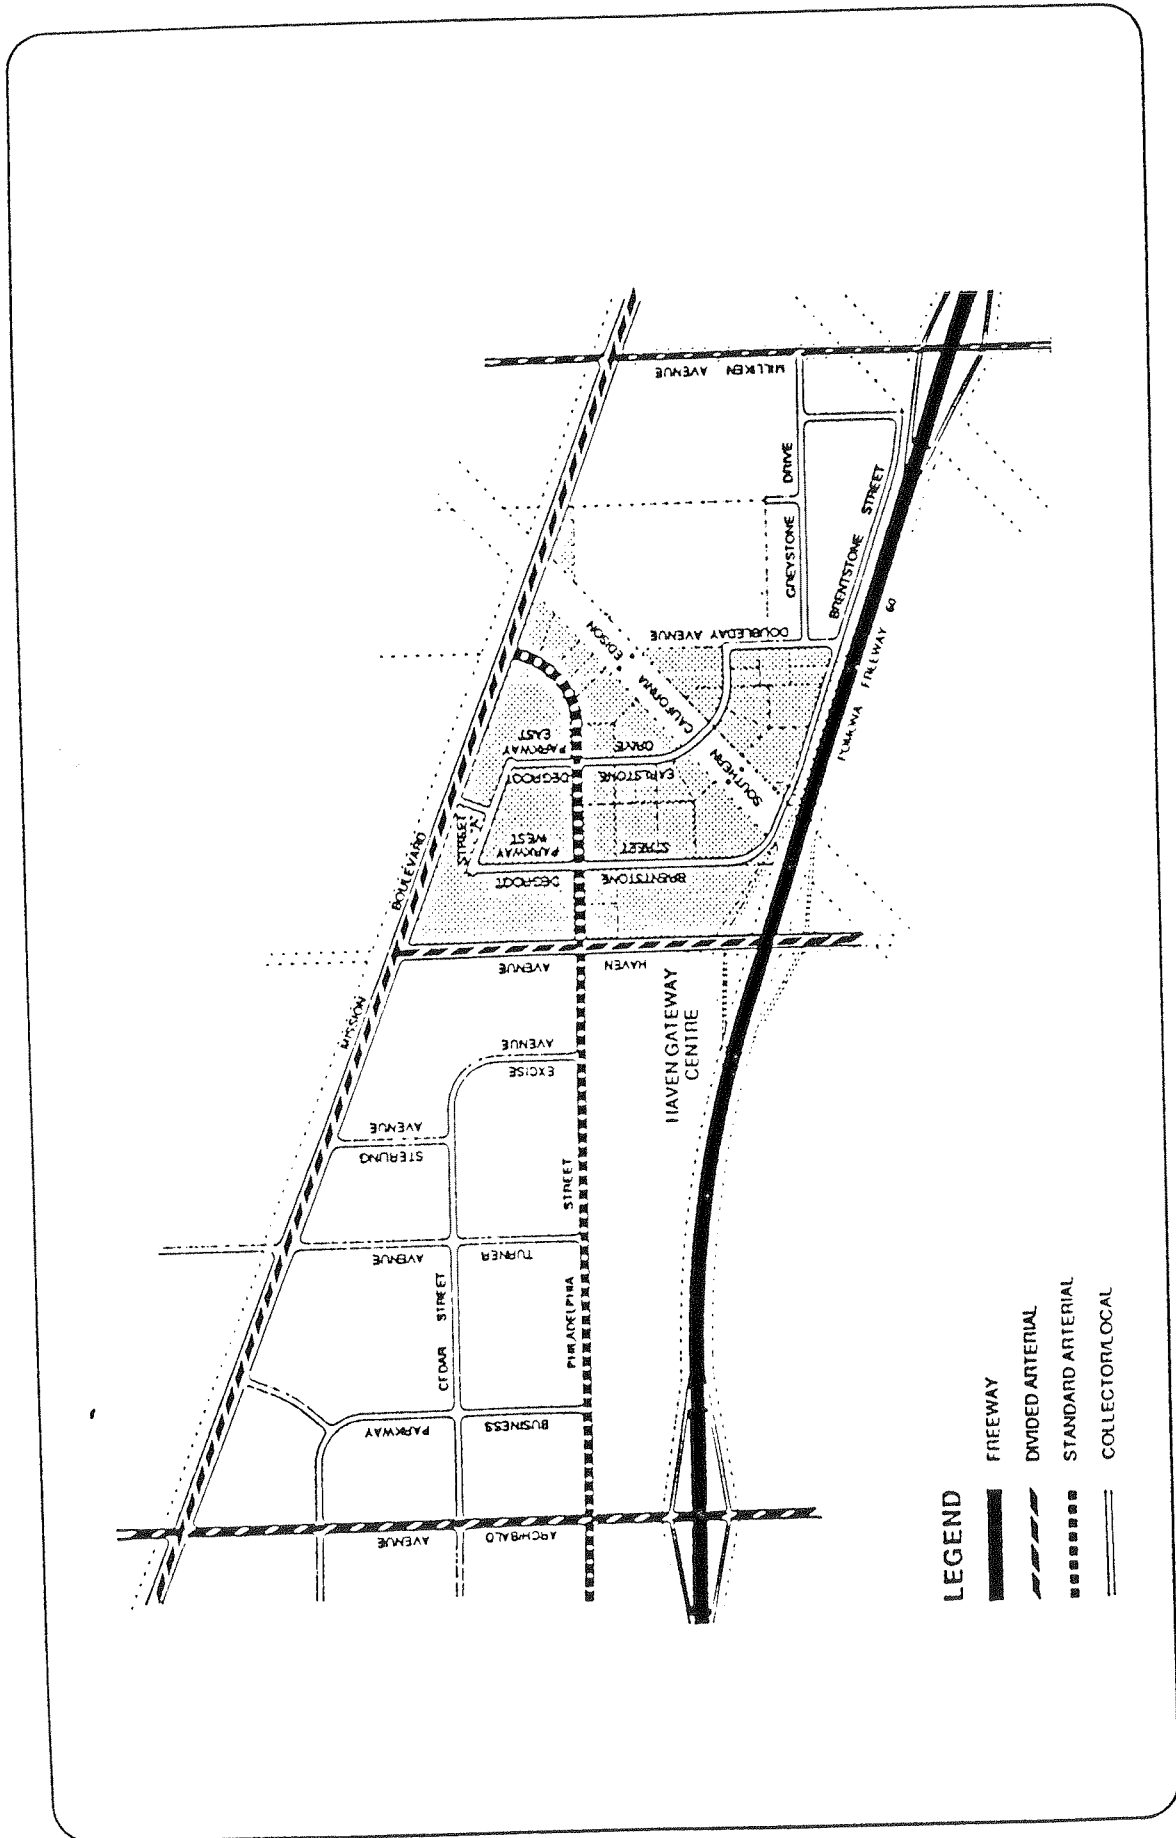 MISSION
BOULEVARD
MILLIKEN AVENUE
GREYSTONE DRIVE
BRENTSTONE STREET
DOUBLEDAY AVENUE
SOUTHERN
CALIFORNIA
EDISON
FREEWAY 60
STREET
DEGROOT
PARKWAY
EAST
EARLSTONE
DRIVE
DEGROOT
PARKWAY
WEST
BRENTSTONE
STREET
HAVEN AVENUE
HAVEN GATEWAY
CENTRE
EXCISE
AVENUE
STERLING
AVENUE
TURNER AVENUE
CEDAR STREET
PHILADELPHIA STREET
BUSINESS PARKWAY
ARCHIBALD AVENUE
LEGEND
FREEWAY
DIVIDED ARTERIAL
STANDARD ARTERIAL
COLLECTOR/LOCAL